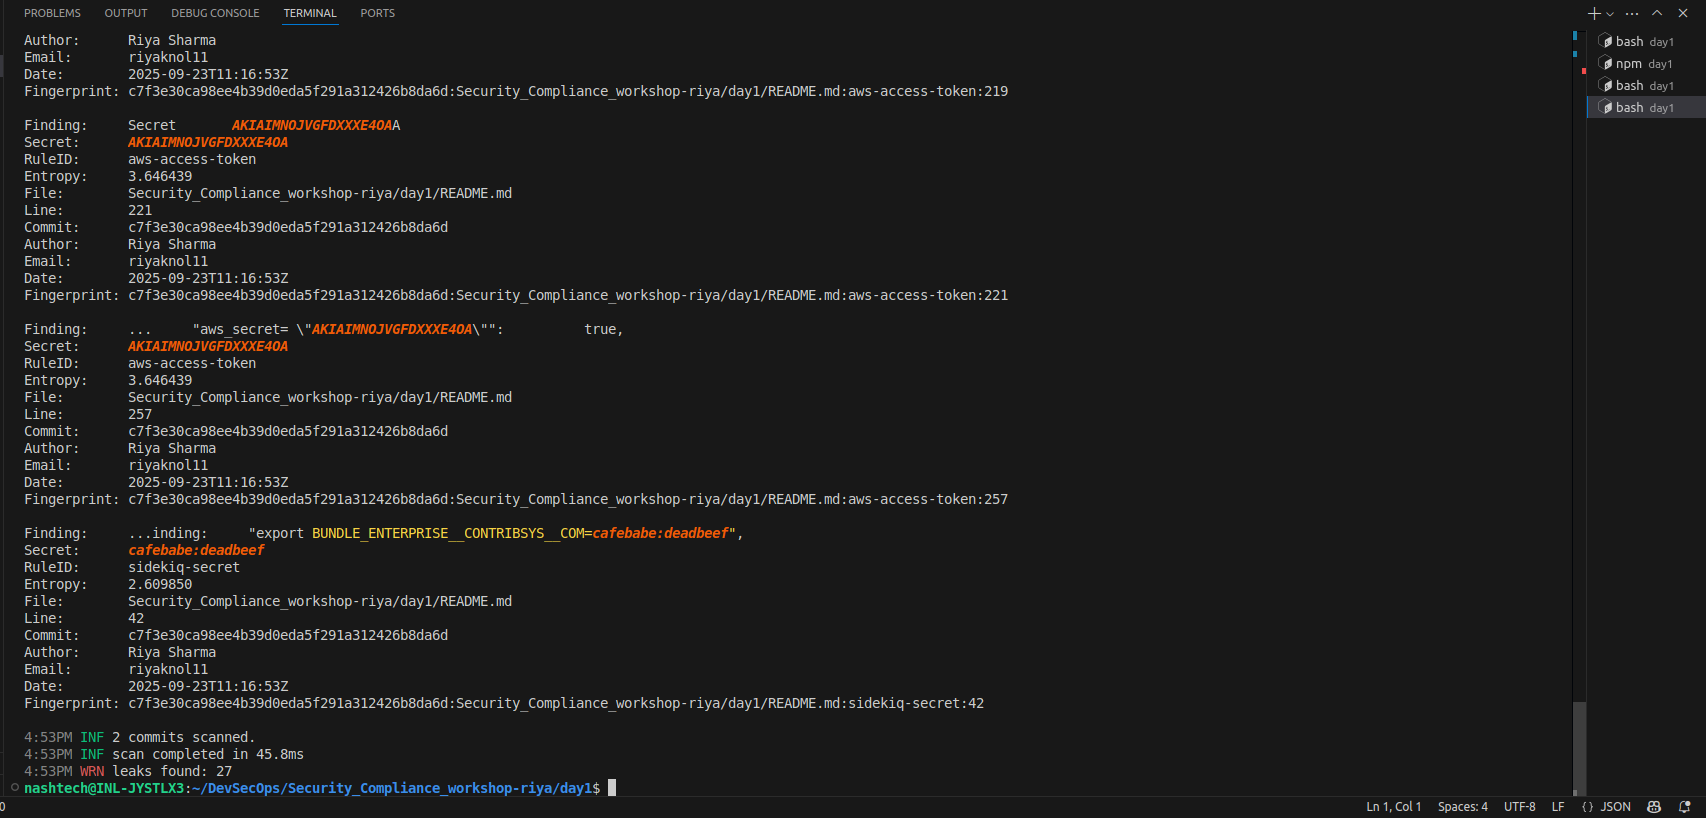 PROBLEMS OUTPUT DEBUG CONSOLE TERMINAL PORTS
Author: Riya Sharma
Email: riyaknol11
Date: 2025-09-23T11:16:53Z
Fingerprint: c7f3e30ca98ee4b39d0eda5f291a312426b8da6d:Security_Compliance_workshop-riya/day1/README.md:aws-access-token:219
Finding: Secret AKIAIMNOJVGFDXXXE4OAA
Secret: AKIAIMNOJVGFDXXXE4OA
RuleID: aws-access-token
Entropy: 3.646439
File: Security_Compliance_workshop-riya/day1/README.md
Line: 221
Commit: c7f3e30ca98ee4b39d0eda5f291a312426b8da6d
Author: Riya Sharma
Email: riyaknol11
Date: 2025-09-23T11:16:53Z
Fingerprint: c7f3e30ca98ee4b39d0eda5f291a312426b8da6d:Security_Compliance_workshop-riya/day1/README.md:aws-access-token:221
Finding: ... "aws_secret= \"AKIAIMNOJVGFDXXXE4OA\"": true,
Secret: AKIAIMNOJVGFDXXXE4OA
RuleID: aws-access-token
Entropy: 3.646439
File: Security_Compliance_workshop-riya/day1/README.md
Line: 257
Commit: c7f3e30ca98ee4b39d0eda5f291a312426b8da6d
Author: Riya Sharma
Email: riyaknol11
Date: 2025-09-23T11:16:53Z
Fingerprint: c7f3e30ca98ee4b39d0eda5f291a312426b8da6d:Security_Compliance_workshop-riya/day1/README.md:aws-access-token:257
Finding: ...inding: "export BUNDLE_ENTERPRISE__CONTRIBSYS__COM=cafebabe:deadbeef",
Secret: cafebabe:deadbeef
RuleID: sidekiq-secret
Entropy: 2.609850
File: Security_Compliance_workshop-riya/day1/README.md
Line: 42
Commit: c7f3e30ca98ee4b39d0eda5f291a312426b8da6d
Author: Riya Sharma
Email: riyaknol11
Date: 2025-09-23T11:16:53Z
Fingerprint: c7f3e30ca98ee4b39d0eda5f291a312426b8da6d:Security_Compliance_workshop-riya/day1/README.md:sidekiq-secret:42
4:53PM INF 2 commits scanned.
4:53PM INF scan completed in 45.8ms
4:53PM WRN leaks found: 27
nashtech@INL-JYSTLX3:~/DevSecOps/Security_Compliance_workshop-riya/day1$
bash day1
npm day1
bash day1
bash day1
0 Ln 1, Col 1 Spaces: 4 UTF-8 LF {} JSON